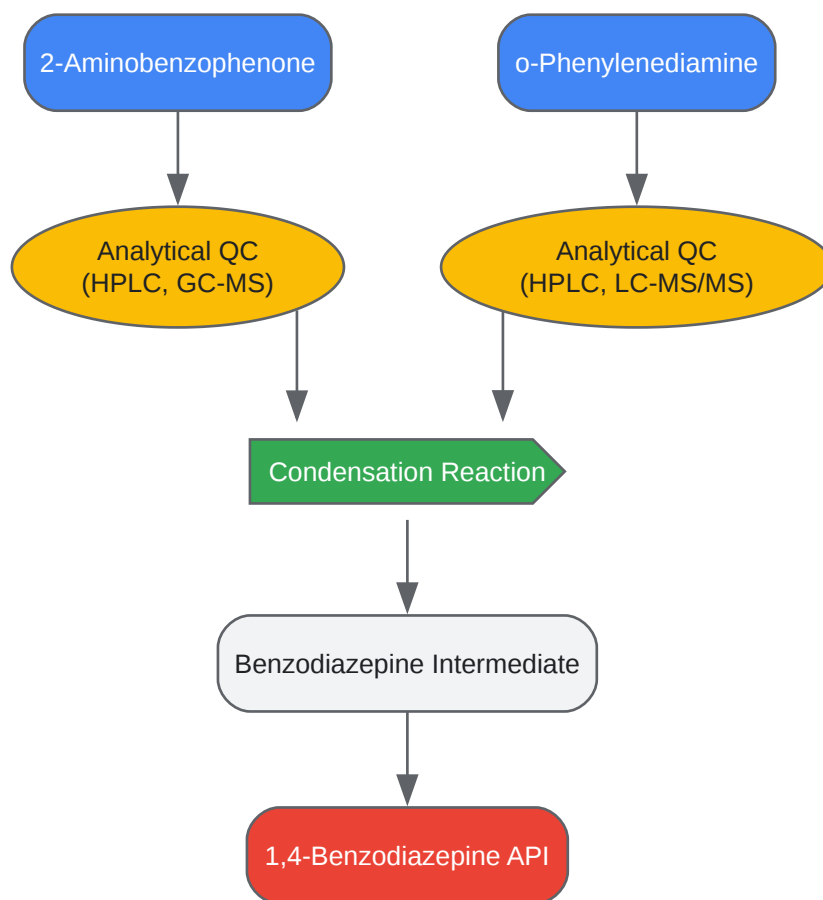 2-Aminobenzophenone
o-Phenylenediamine
Analytical QC
(HPLC, GC-MS)
Analytical QC
(HPLC, LC-MS/MS)
Condensation Reaction
Benzodiazepine Intermediate
1,4-Benzodiazepine API